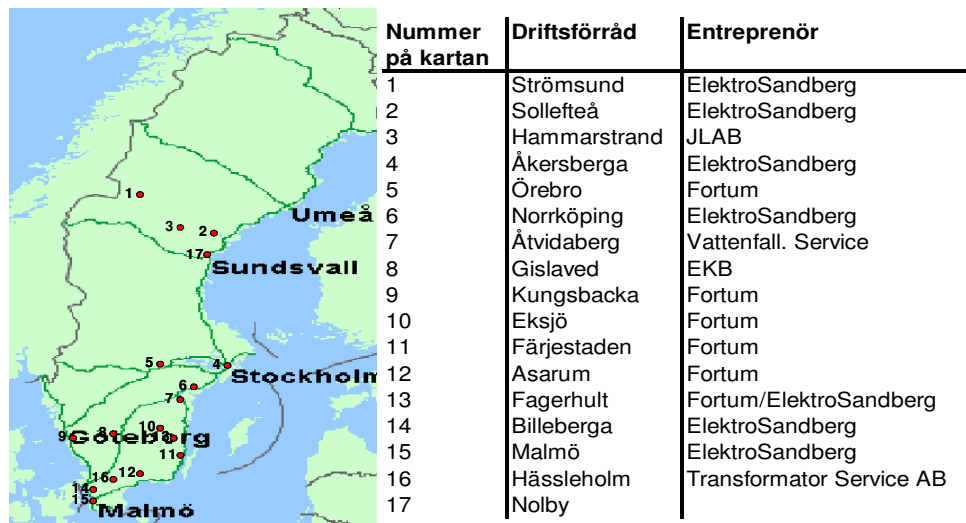 Umeå
Sundsvall
Stockholm
Göteborg
Malmö
1
3
2
17
5
4
6
7
10
8
13
9
11
12
16
14
15
Nummer på kartan Driftsförråd Entreprenör
1 Strömsund ElektroSandberg
2 Sollefteå ElektroSandberg
3 Hammarstrand JLAB
4 Åkersberga ElektroSandberg
5 Örebro Fortum
6 Norrköping ElektroSandberg
7 Åtvidaberg Vattenfall. Service
8 Gislaved EKB
9 Kungsbacka Fortum
10 Eksjö Fortum
11 Färjestaden Fortum
12 Asarum Fortum
13 Fagerhult Fortum/ElektroSandberg
14 Billeberga ElektroSandberg
15 Malmö ElektroSandberg
16 Hässleholm Transformator Service AB
17 Nolby